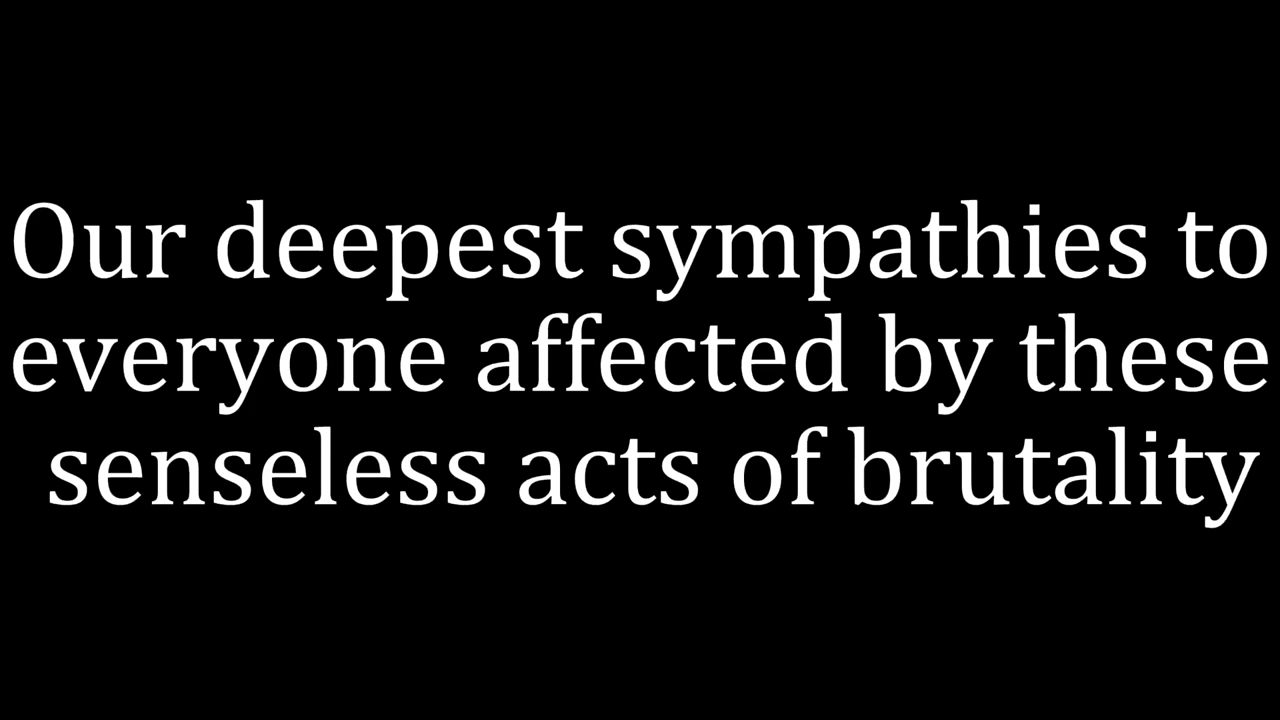 Our deepest sympathies to
everyone affected by these
senseless acts of brutality